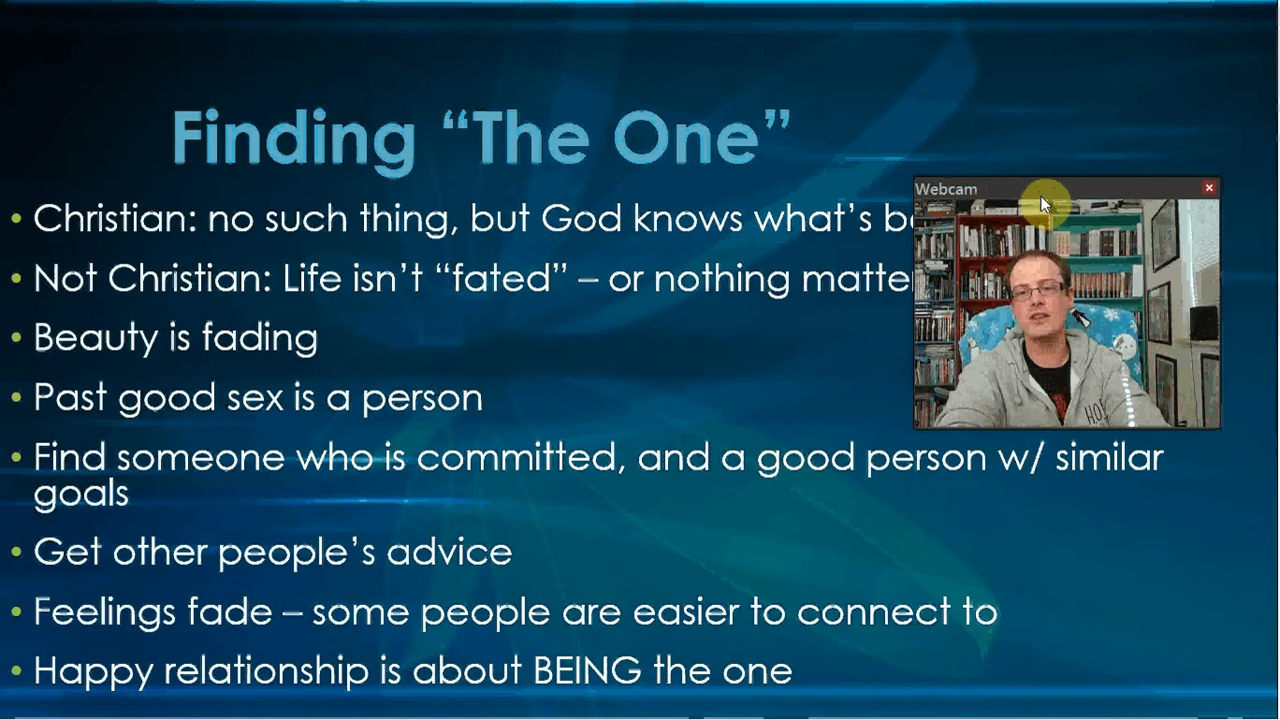 Finding “The One”
• Christian: no such thing, but God knows what’s
Webcam
• Not Christian: Life isn’t “fated” – or nothing
• Beauty is fading
• Past good sex is a person
• Find someone who is committed, and a good person w/ similar
goals
• Get other people’s advice
• Feelings fade – some people are easier to connect to
• Happy relationship is about BEING the one